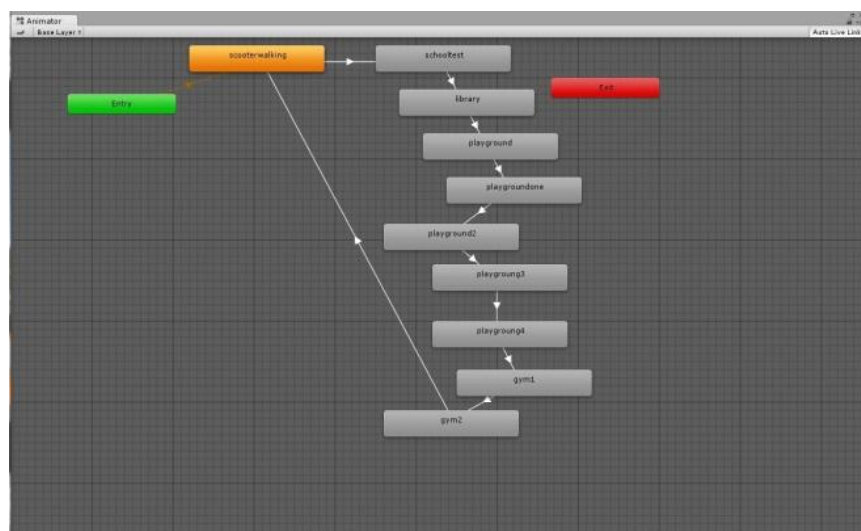 Animator
Base Layer
Auto Live Link
scooterwalking
schooltest
library
Exit
Entry
playground
playgroundone
playground2
playgroung3
playgroung4
gym1
gym2